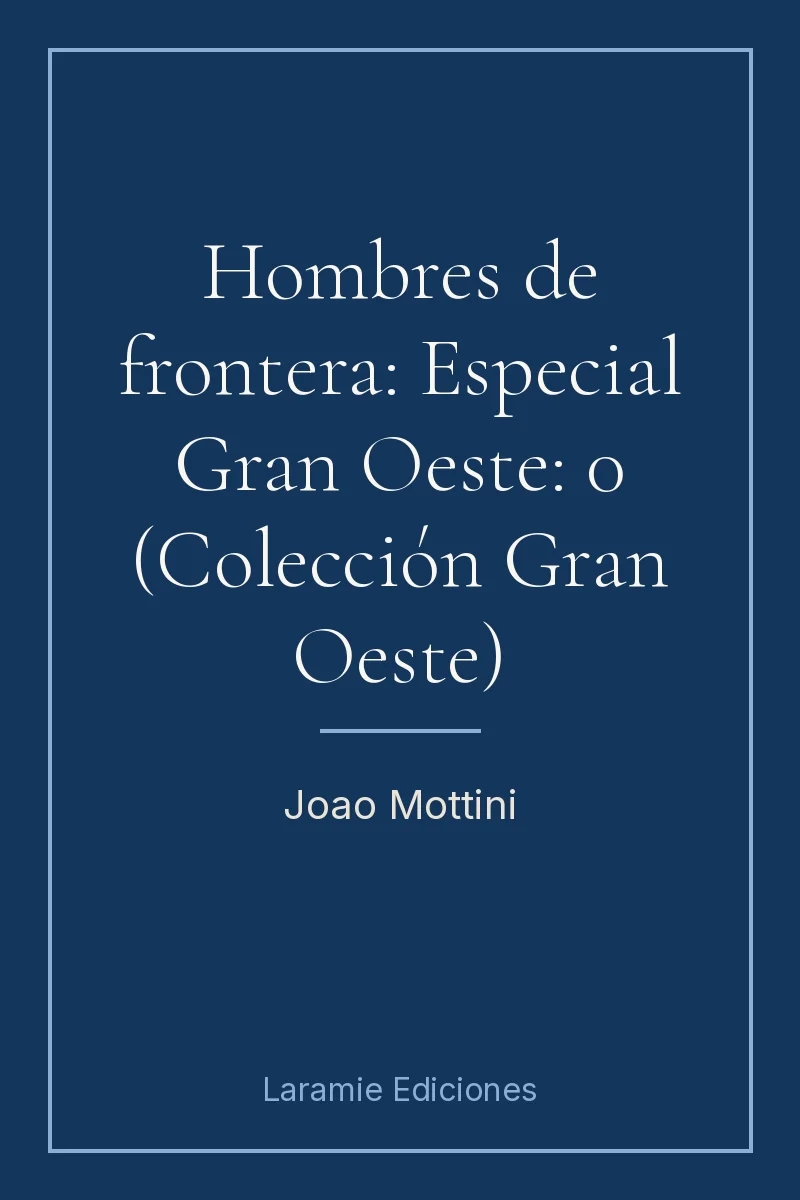 Hombres de
frontera: Especial
Gran Oeste: 0
(Colección Gran
Oeste)
Joao Mottini
Laramie Ediciones